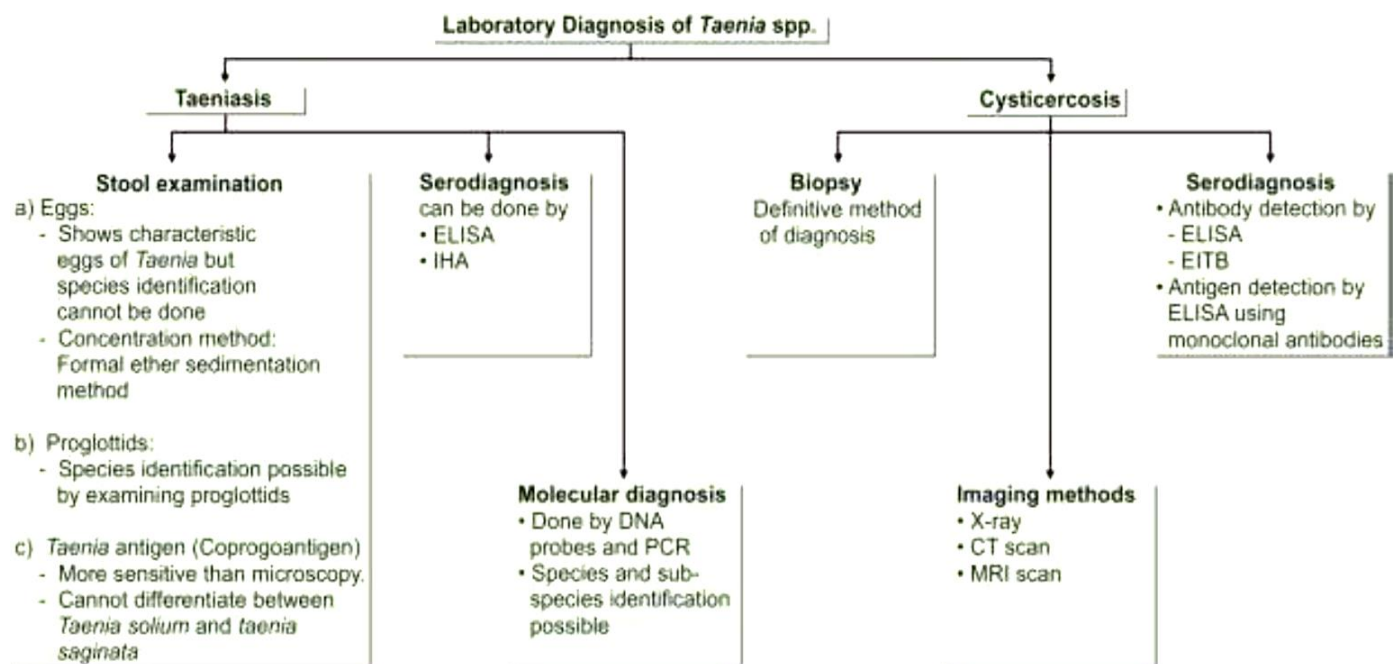 Laboratory Diagnosis of Taenia spp.
Taeniasis
Cysticercosis
Stool examination
a) Eggs:
- Shows characteristic
eggs of Taenia but
species identification
cannot be done
- Concentration method:
Formal ether sedimentation
method
b) Proglottids:
- Species identification possible
by examining proglottids
c) Taenia antigen (Coprogoantigen)
- More sensitive than microscopy.
- Cannot differentiate between
Taenia solium and taenia
saginata
Serodiagnosis
can be done by
• ELISA
• IHA
Molecular diagnosis
• Done by DNA
probes and PCR
• Species and sub-
species identification
possible
Biopsy
Definitive method
of diagnosis
Imaging methods
• X-ray
• CT scan
• MRI scan
Serodiagnosis
• Antibody detection by
- ELISA
- EITB
• Antigen detection by
ELISA using
monoclonal antibodies